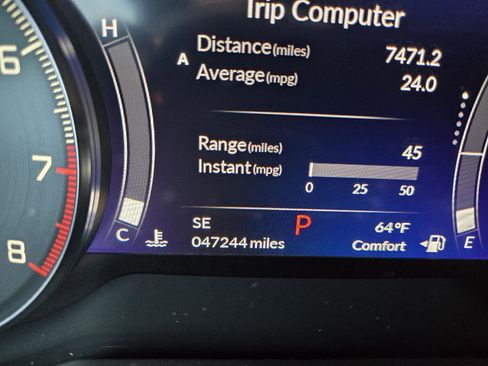 Trip Computer
H
6
Distance(miles) 7471.2
A
Average(mpg) 24.0
7
Range(miles) 45
Instant(mpg)
0 25 50
8
C
SE P 64°F
047244 miles Comfort E